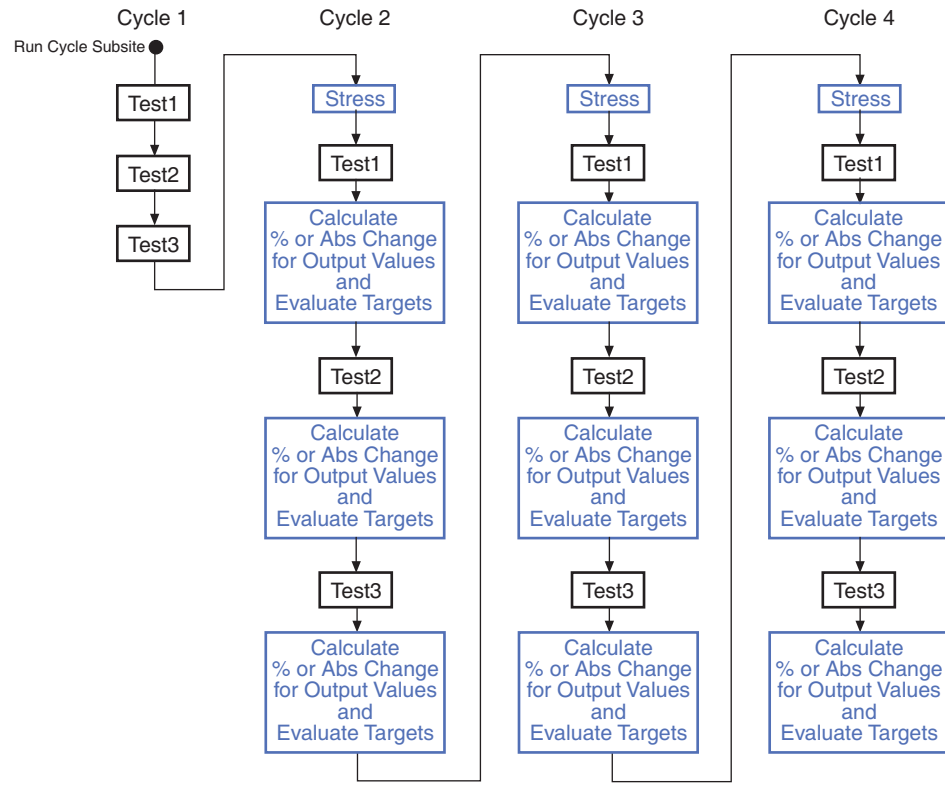 Cycle 1
Run Cycle Subsite
Test1
Test2
Test3
Cycle 2
Stress
Test1
Calculate
% or Abs Change
for Output Values
and
Evaluate Targets
Test2
Calculate
% or Abs Change
for Output Values
and
Evaluate Targets
Test3
Calculate
% or Abs Change
for Output Values
and
Evaluate Targets
Cycle 3
Stress
Test1
Calculate
% or Abs Change
for Output Values
and
Evaluate Targets
Test2
Calculate
% or Abs Change
for Output Values
and
Evaluate Targets
Test3
Calculate
% or Abs Change
for Output Values
and
Evaluate Targets
Cycle 4
Stress
Test1
Calculate
% or Abs Change
for Output Values
and
Evaluate Targets
Test2
Calculate
% or Abs Change
for Output Values
and
Evaluate Targets
Test3
Calculate
% or Abs Change
for Output Values
and
Evaluate Targets